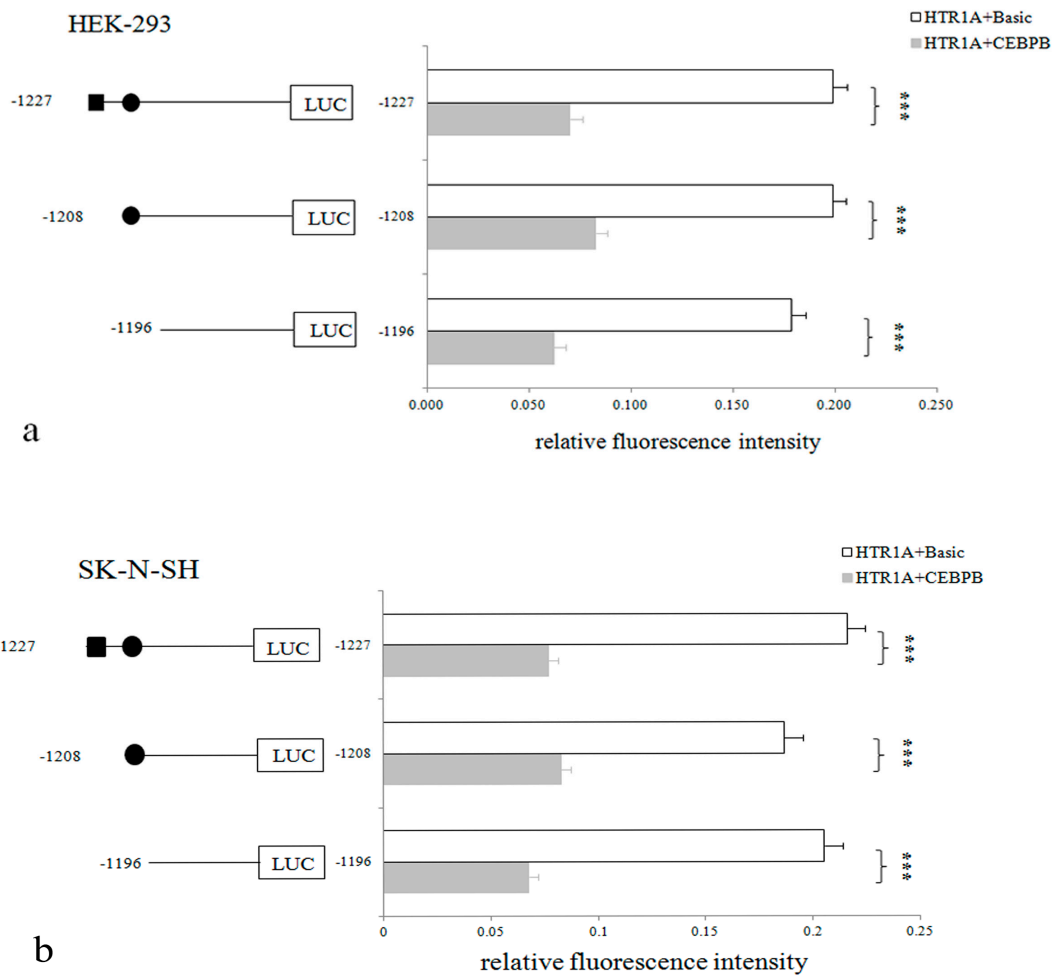 HEK-293
HTR1A+Basic
HTR1A+CEBPB
-1227 LUC -1227 ***
-1208 LUC -1208 ***
-1196 LUC -1196 ***
0.000 0.050 0.100 0.150 0.200 0.250
relative fluorescence intensity
a
SK-N-SH
HTR1A+Basic
HTR1A+CEBPB
1227 LUC -1227 ***
-1208 LUC -1208 ***
-1196 LUC -1196 ***
0 0.05 0.1 0.15 0.2 0.25
relative fluorescence intensity
b